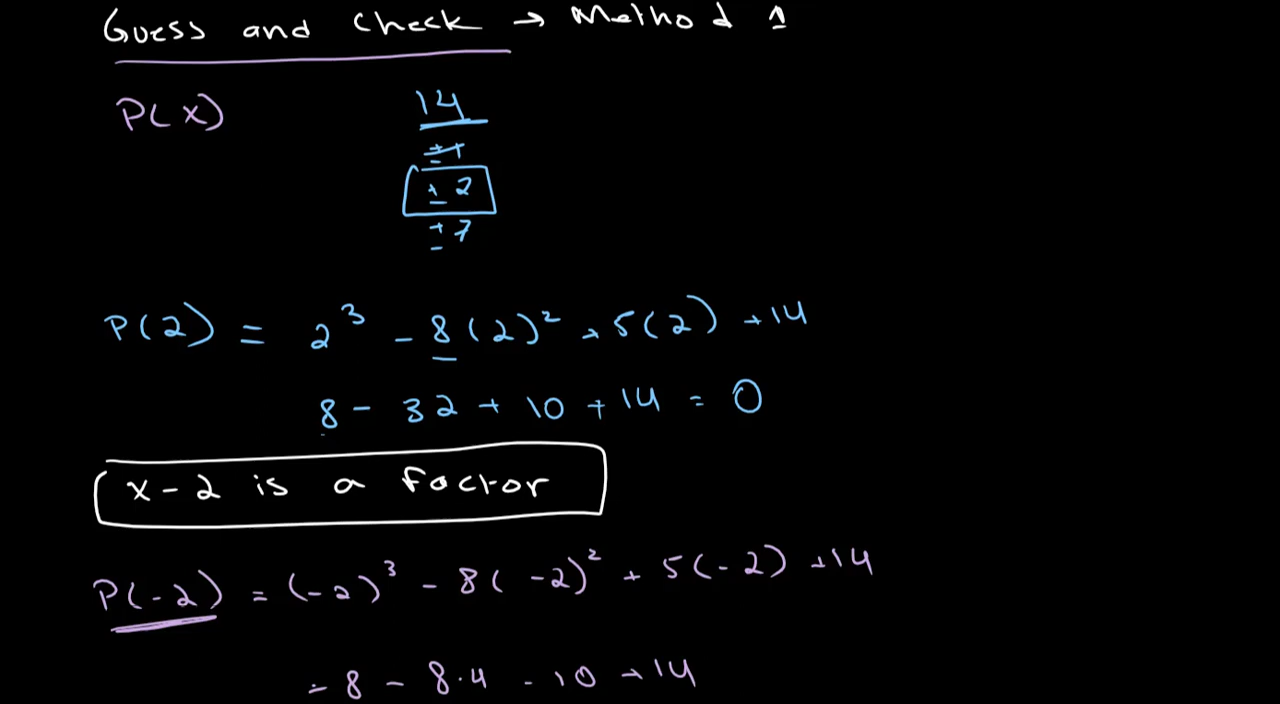 Guess and check → Method 1
P(x)
14
± 1
± 2
± 7
P(2) = 2³ - 8(2)² + 5(2) + 14
8 - 32 + 10 + 14 = 0
x-2 is a factor
P(-2) = (-2)³ - 8(-2)² + 5(-2) + 14
= 8 - 8·4 - 10 + 14